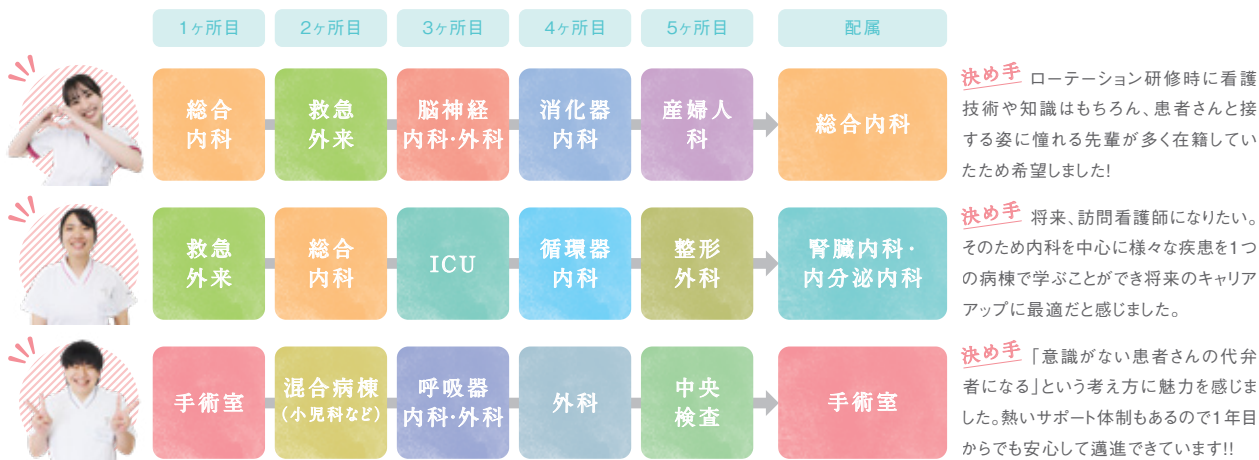 1ヶ所目 2ヶ所目 3ヶ所目 4ヶ所目 5ヶ所目 配属
総合
内科
救急
外来
脳神経
内科・外科
消化器
内科
産婦人
科
総合内科
決め手 ローテーション研修時に看護
技術や知識はもちろん、患者さんと接
する姿に憧れる先輩が多く在籍してい
たため希望しました!
救急
外来
総合
内科
ICU
循環器
内科
整形
外科
腎臓内科・
内分泌内科
決め手 将来、訪問看護師になりたい。
そのため内科を中心に様々な疾患を1つ
の病棟で学ぶことができ将来のキャリア
アップに最適だと感じました。
手術室
混合病棟
(小児科など)
呼吸器
内科・外科
外科
中央
検査
手術室
決め手 「意識がない患者さんの代弁
者になる」という考え方に魅力を感じま
した。熱いサポート体制もあるので1年目
からでも安心して邁進できています!!